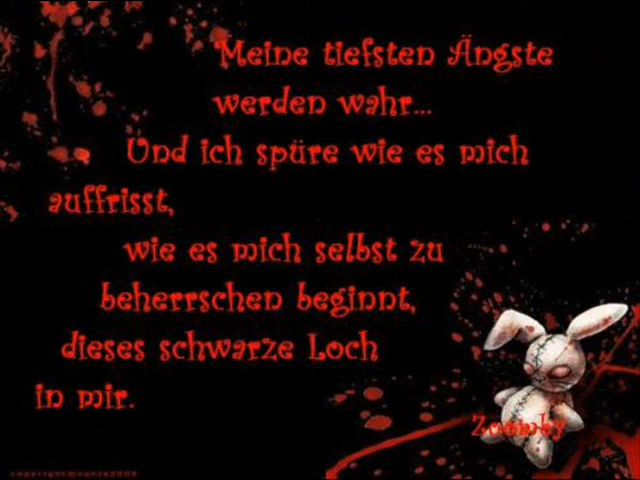 Meine tiefsten Ängste
werden wahr...
Und ich spüre wie es mich
auffrisst,
wie es mich selbst zu
beherrschen beginnt,
dieses schwarze Loch
in mir.